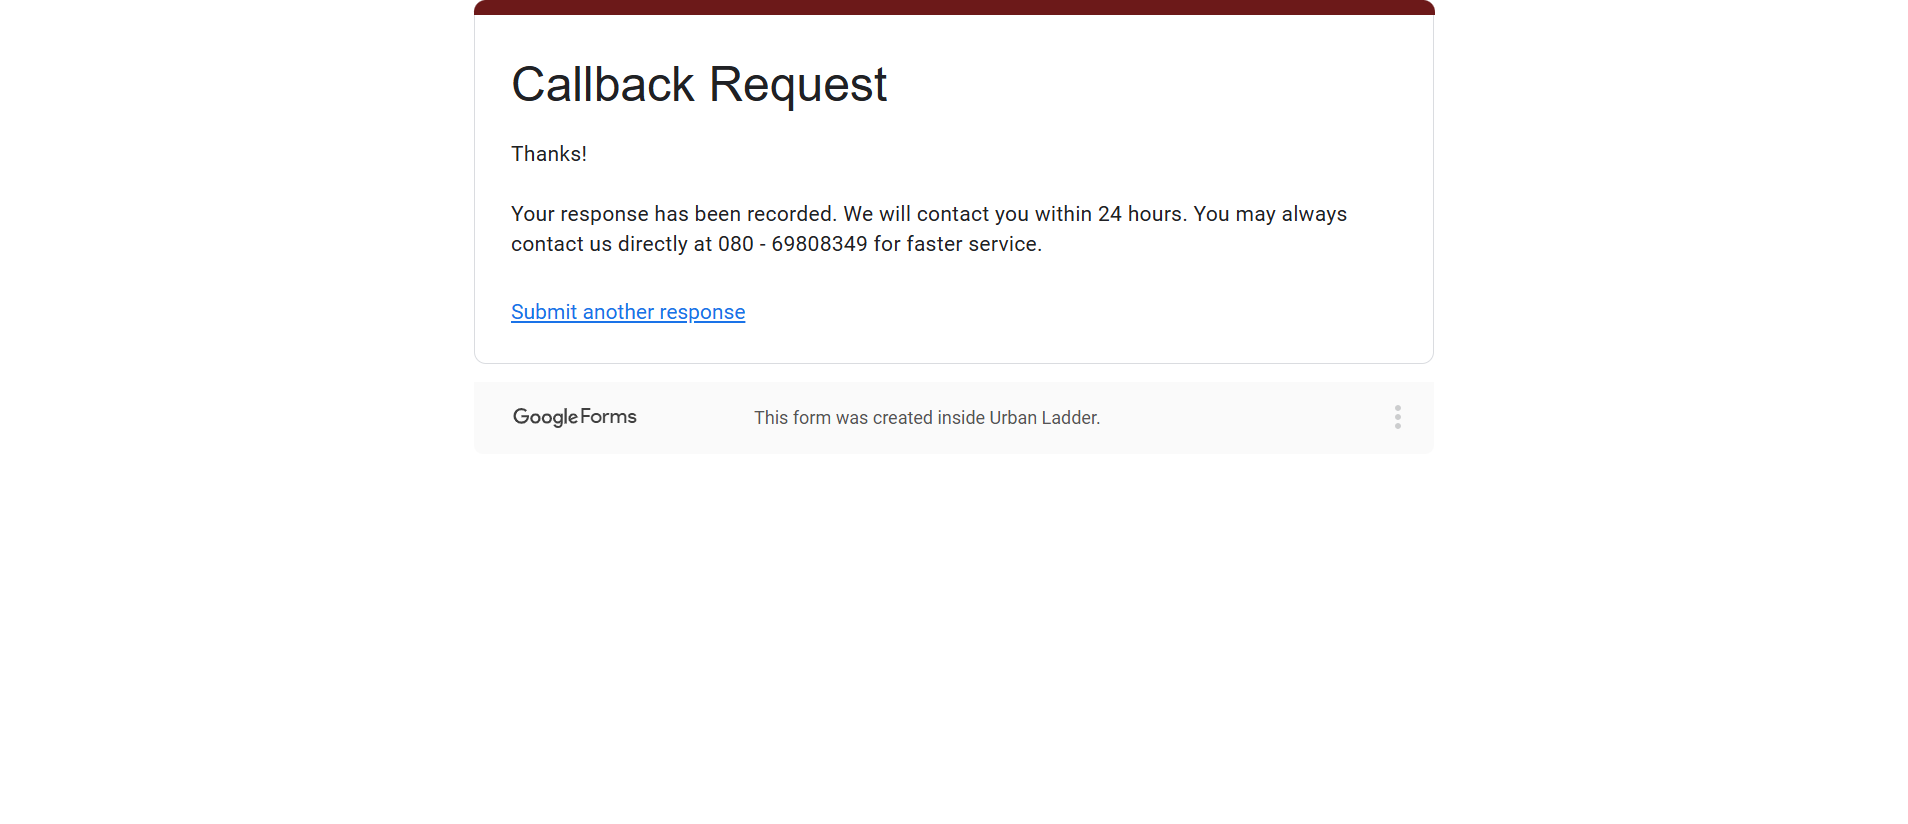 Callback Request
Thanks!
Your response has been recorded. We will contact you within 24 hours. You may always
contact us directly at 080 - 69808349 for faster service.
Submit another response
Google Forms
This form was created inside Urban Ladder.